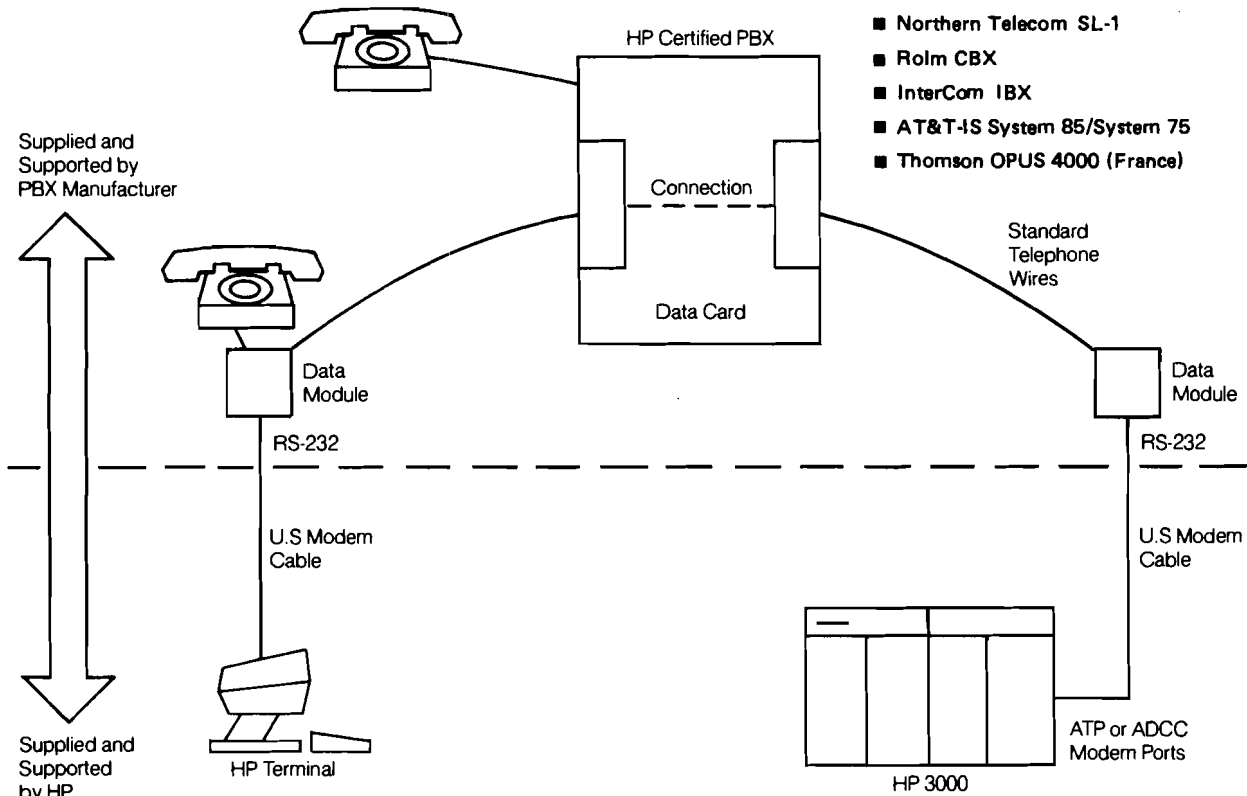 HP Certified PBX
■ Northern Telecom SL-1
■ Rolm CBX
■ InterCom IBX
■ AT&T-IS System 85/System 75
■ Thomson OPUS 4000 (France)
Supplied and
Supported by
PBX Manufacturer
Connection
Standard
Telephone
Wires
Data Card
Data
Module
Data
Module
RS-232
RS-232
U.S Modem
Cable
U.S Modem
Cable
Supplied and
Supported
by HP
HP Terminal
ATP or ADCC
Modem Ports
HP 3000